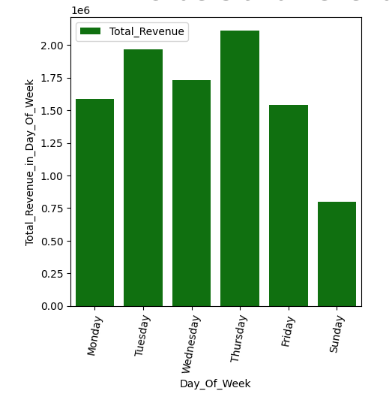 1e6
Total_Revenue
2.00
1.75
1.50
1.25
1.00
0.75
0.50
0.25
0.00
Total_Revenue_in_Day_Of_Week
Monday
Tuesday
Wednesday
Thursday
Friday
Sunday
Day_Of_Week